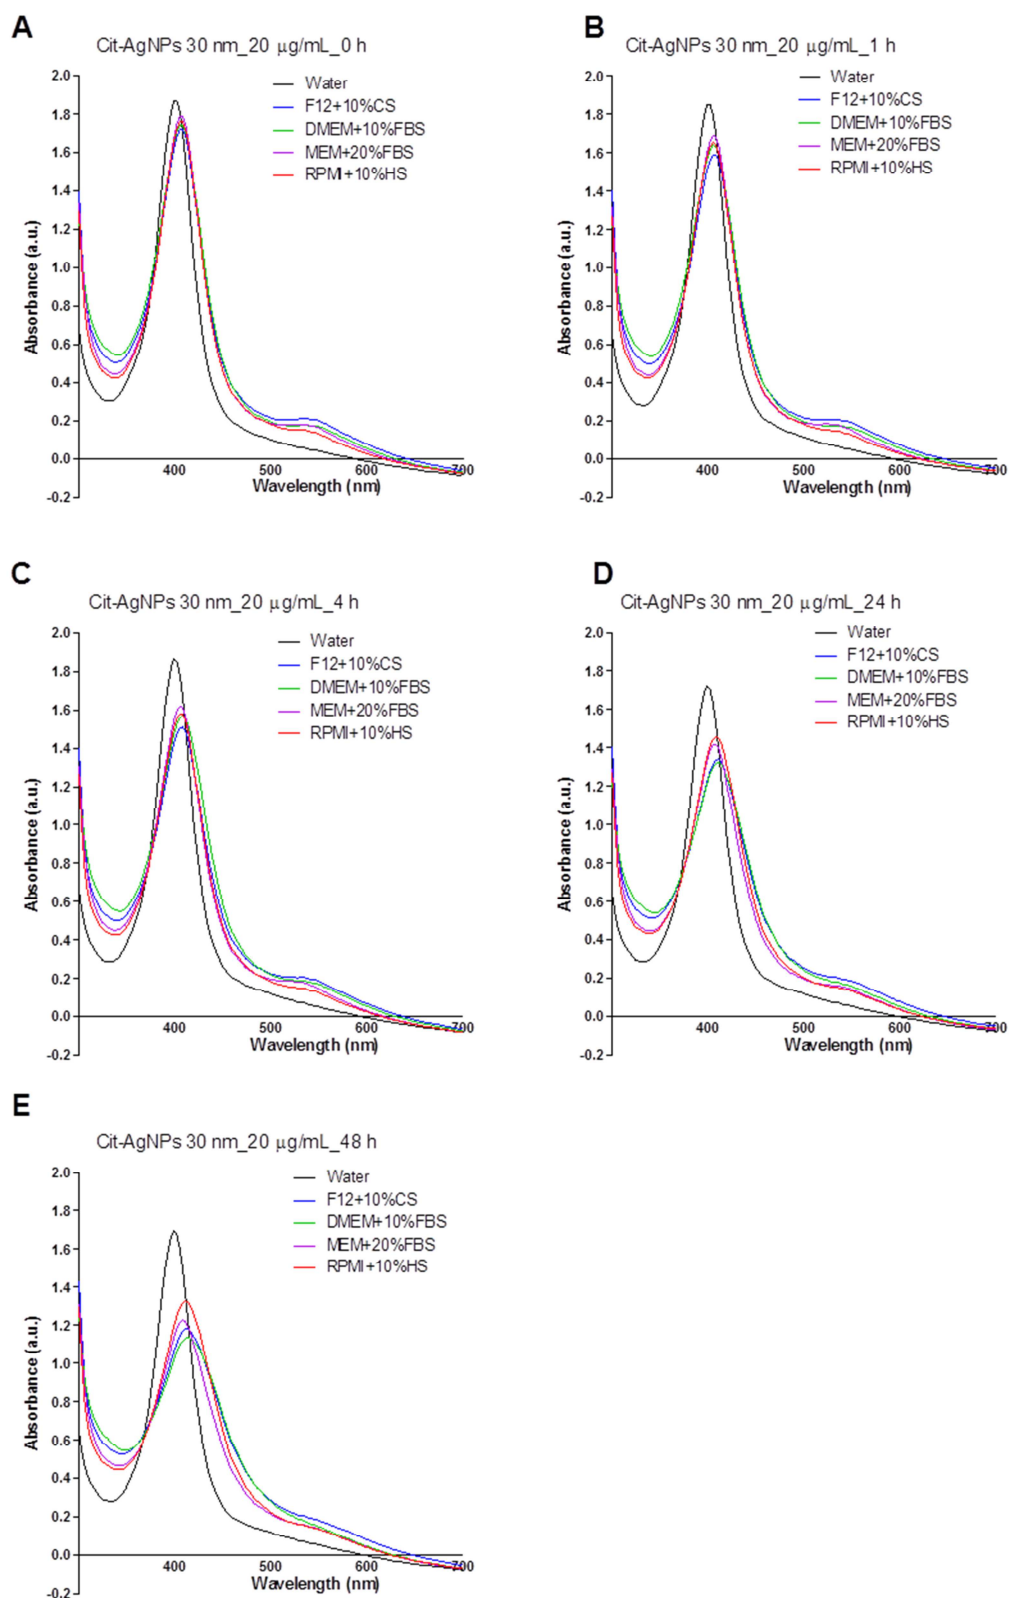 A
Cit-AgNPs 30 nm_20 μg/mL_0 h
Water
F12+10%CS
DMEM+10%FBS
MEM+20%FBS
RPMI+10%HS
Absorbance (a.u.)
2.0
1.8
1.6
1.4
1.2
1.0
0.8
0.6
0.4
0.2
0.0
-0.2
400
500
600
700
Wavelength (nm)
B
Cit-AgNPs 30 nm_20 μg/mL_1 h
Water
F12+10%CS
DMEM+10%FBS
MEM+20%FBS
RPMI+10%HS
Absorbance (a.u.)
2.0
1.8
1.6
1.4
1.2
1.0
0.8
0.6
0.4
0.2
0.0
-0.2
400
500
600
700
Wavelength (nm)
C
Cit-AgNPs 30 nm_20 μg/mL_4 h
Water
F12+10%CS
DMEM+10%FBS
MEM+20%FBS
RPMI+10%HS
Absorbance (a.u.)
2.0
1.8
1.6
1.4
1.2
1.0
0.8
0.6
0.4
0.2
0.0
-0.2
400
500
600
700
Wavelength (nm)
D
Cit-AgNPs 30 nm_20 μg/mL_24 h
Water
F12+10%CS
DMEM+10%FBS
MEM+20%FBS
RPMI+10%HS
Absorbance (a.u.)
2.0
1.8
1.6
1.4
1.2
1.0
0.8
0.6
0.4
0.2
0.0
-0.2
400
500
600
700
Wavelength (nm)
E
Cit-AgNPs 30 nm_20 μg/mL_48 h
Water
F12+10%CS
DMEM+10%FBS
MEM+20%FBS
RPMI+10%HS
Absorbance (a.u.)
2.0
1.8
1.6
1.4
1.2
1.0
0.8
0.6
0.4
0.2
0.0
-0.2
400
500
600
700
Wavelength (nm)